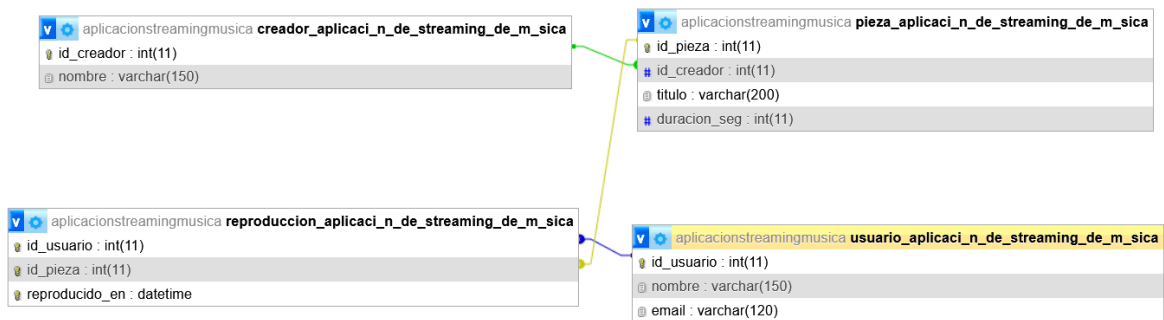 aplicacionstreamingmusica creador_aplicaci_n_de_streaming_de_m_sica
id_creador : int(11)
nombre : varchar(150)
aplicacionstreamingmusica pieza_aplicaci_n_de_streaming_de_m_sica
id_pieza : int(11)
# id_creador : int(11)
titulo : varchar(200)
# duracion_seg : int(11)
aplicacionstreamingmusica reproduccion_aplicaci_n_de_streaming_de_m_sica
id_usuario : int(11)
id_pieza : int(11)
reproducido_en : datetime
aplicacionstreamingmusica usuario_aplicaci_n_de_streaming_de_m_sica
id_usuario : int(11)
nombre : varchar(150)
email : varchar(120)